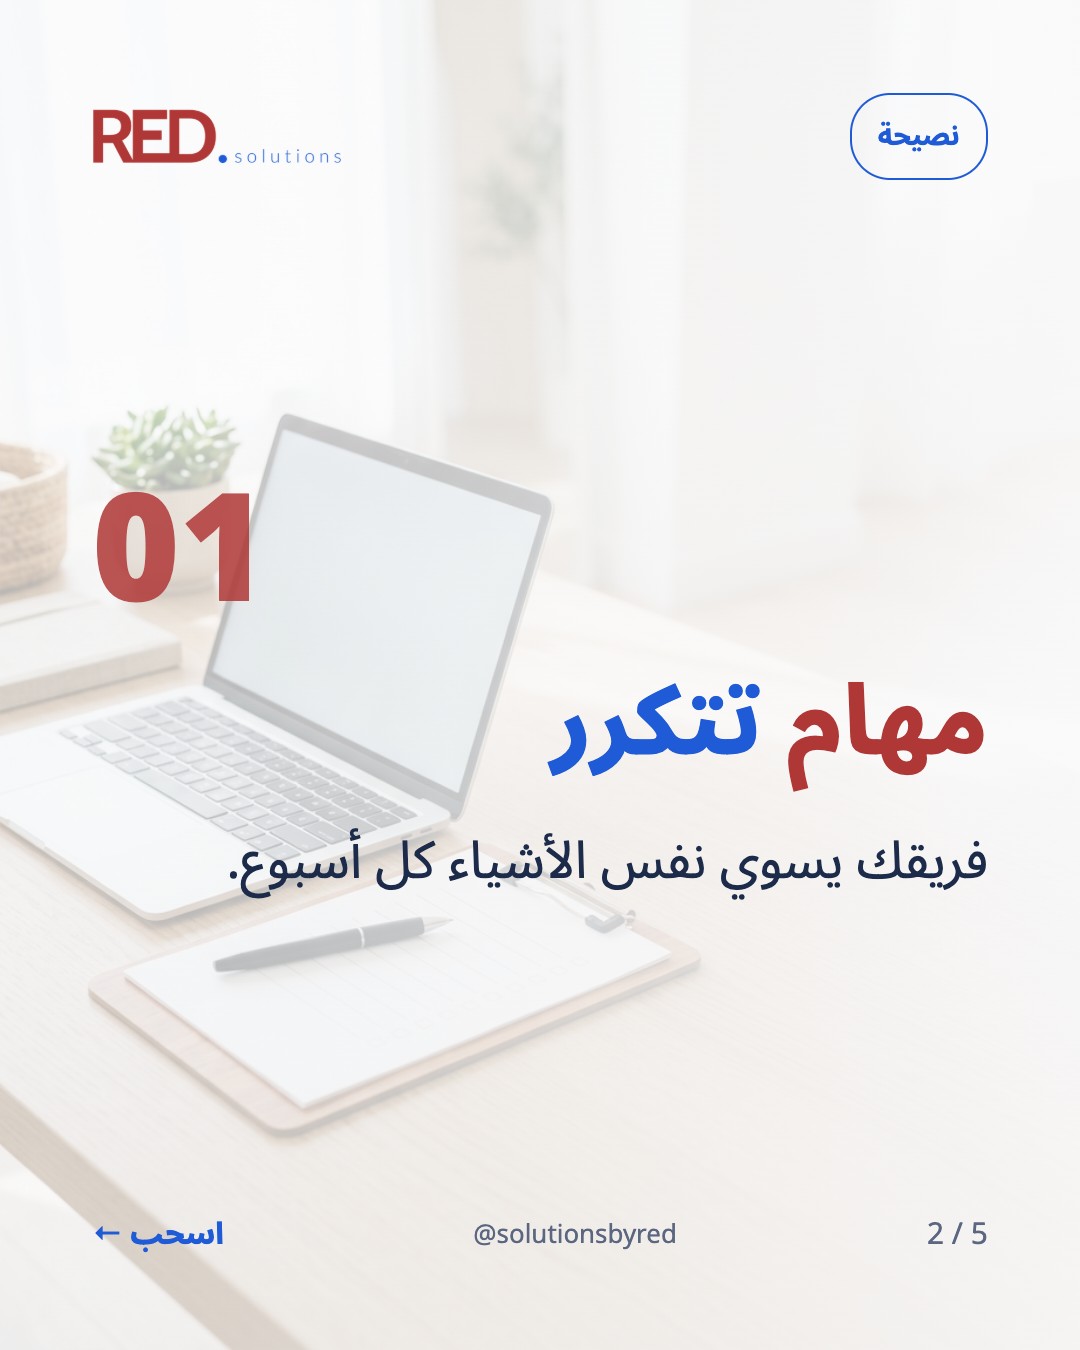 RED.solutions
نصيحة
01
مهام تتكرر
فريقك يسوي نفس الأشياء كل أسبوع.
اسحب ←
@solutionsbyred
2 / 5